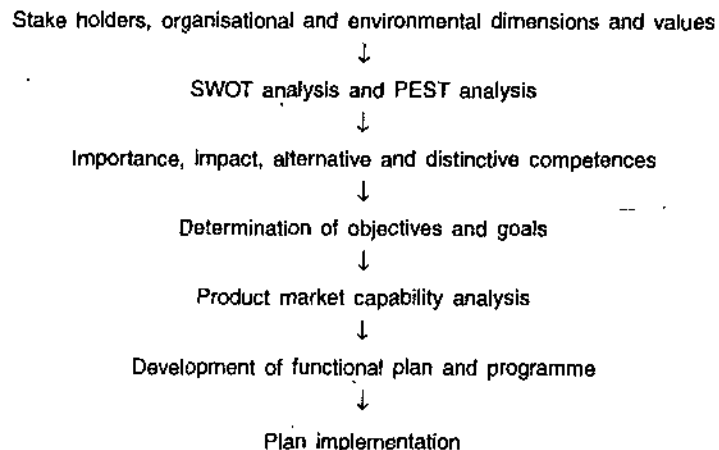 Stake holders, organisational and environmental dimensions and values
↓
SWOT analysis and PEST analysis
↓
Importance, impact, alternative and distinctive competences
↓
Determination of objectives and goals
↓
Product market capability analysis
↓
Development of functional plan and programme
↓
Plan implementation